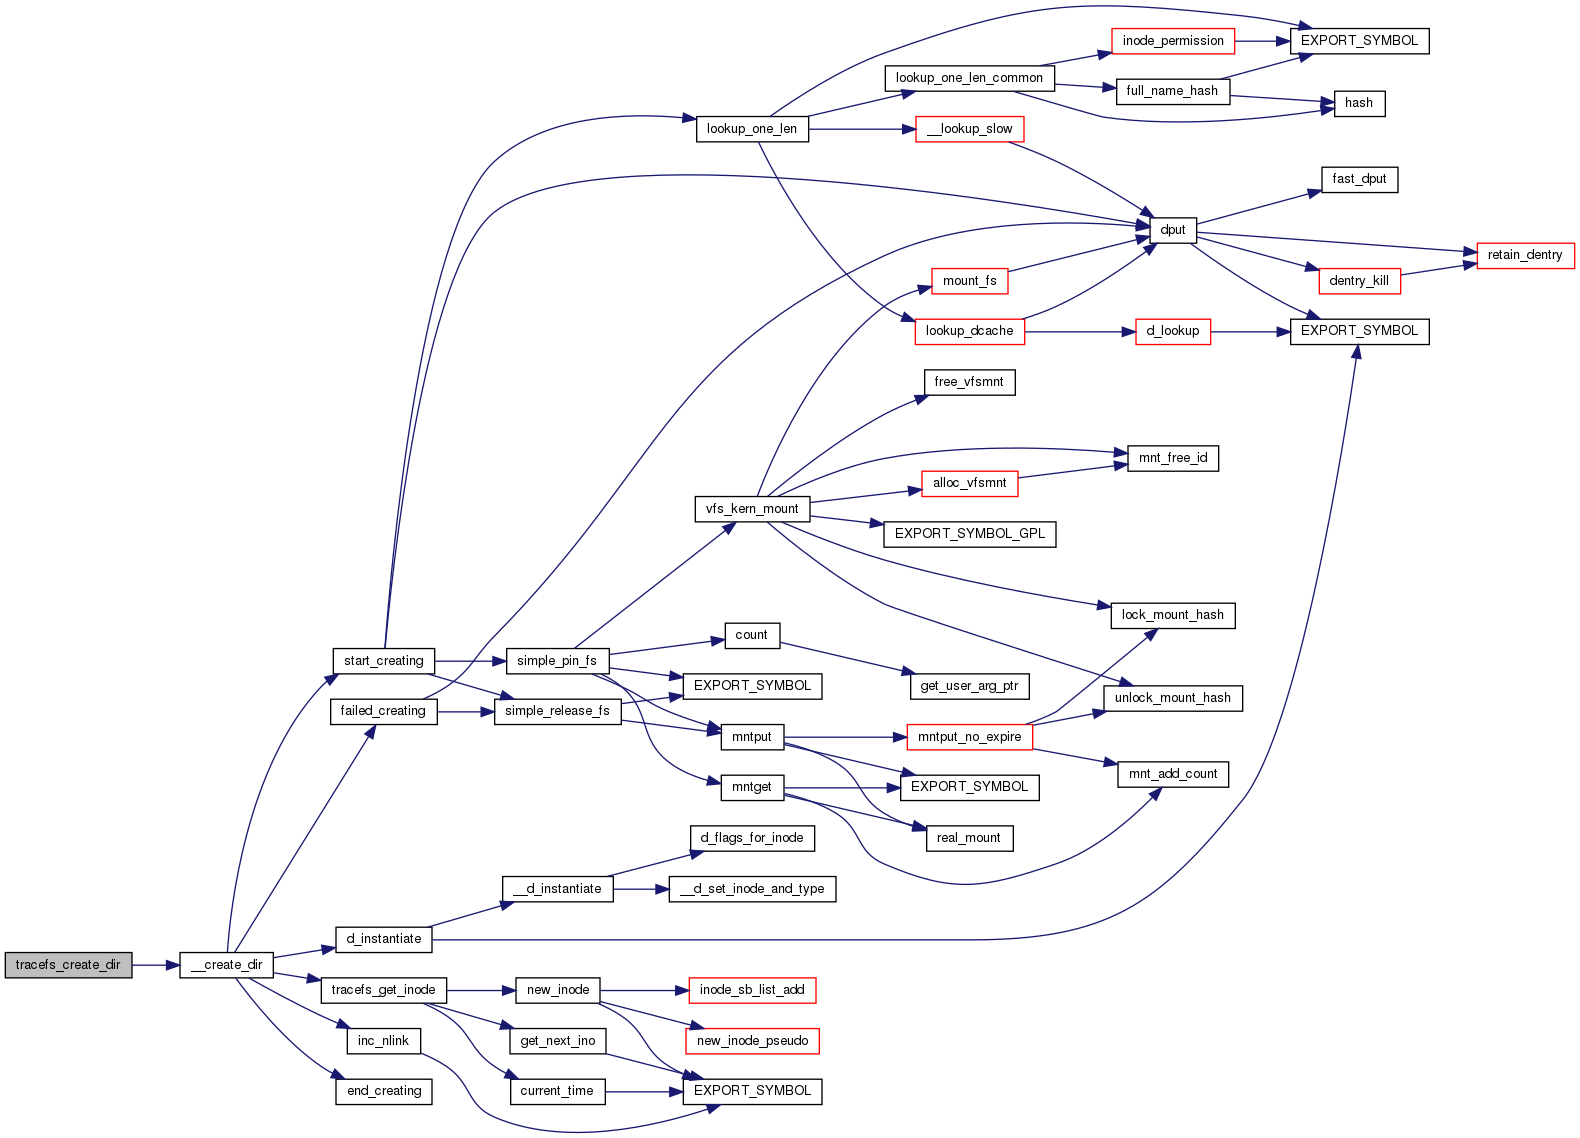 tracefs_create_dir
__create_dir
start_creating
failed_creating
d_instantiate
tracefs_get_inode
inc_nlink
end_creating
simple_pin_fs
simple_release_fs
__d_instantiate
new_inode
get_next_ino
current_time
lookup_one_len
vfs_kern_mount
count
EXPORT_SYMBOL
mntput
mntget
d_flags_for_inode
__d_set_inode_and_type
inode_sb_list_add
new_inode_pseudo
EXPORT_SYMBOL
lookup_one_len_common
__lookup_slow
mount_fs
lookup_dcache
free_vfsmnt
alloc_vfsmnt
EXPORT_SYMBOL_GPL
get_user_arg_ptr
mntput_no_expire
EXPORT_SYMBOL
real_mount
inode_permission
full_name_hash
dput
d_lookup
mnt_free_id
lock_mount_hash
unlock_mount_hash
mnt_add_count
EXPORT_SYMBOL
hash
fast_dput
dentry_kill
EXPORT_SYMBOL
retain_dentry